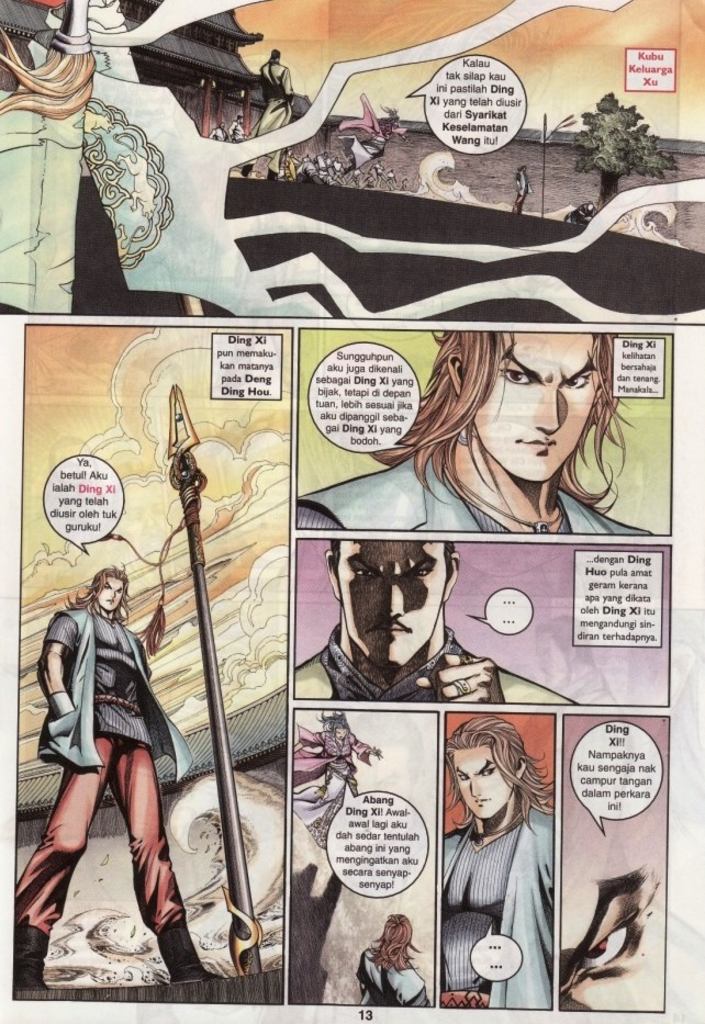 Kubu
Keluarga
Xu
Kalau
tak silap kau
ini pastilah Ding
Xi yang telah diusir
dari Syarikat
Keselamatan
Wang itu!
Ding Xi
pun memaku-
kan matanya
pada Deng
Ding Hou.
Ya,
betul! Aku
ialah Ding Xi
yang telah
diusir oleh tuk
guruku!
Sungguhpun
aku juga dikenali
sebagai Ding Xi yang
bijak, tetapi di depan
tuan, lebih sesuai jika
aku dipanggil seba-
gai Ding Xi yang
bodoh.
Ding Xi
kelihatan
bersahaja
dan tenang.
Manakala...
...dengan Ding
Huo pula amat
geram kerana
apa yang dikata
oleh Ding Xi itu
mengandungi sin-
diran terhadapnya.
...
...
Abang
Ding Xi! Awal-
awal lagi aku
dah sedar tentulah
abang ini yang
mengingatkan aku
secara senyap-
senyap!
...
...
Ding
Xi!!
Nampaknya
kau sengaja nak
campur tangan
dalam perkara
ini!
13